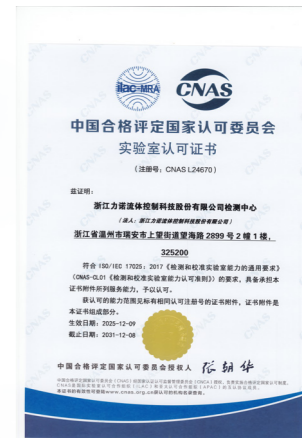 ilac-MRA
CNAS
中国合格评定国家认可委员会
实验室认可证书
(注册号：CNAS L24670)
兹证明：
浙江力诺流体控制科技股份有限公司检测中心
(法人：浙江力诺流体控制科技股份有限公司)
浙江省温州市瑞安市上望街道望海路 2899 号 2 幢 1 楼，
325200
符合 ISO/IEC 17025：2017《检测和校准实验室能力的通用要求》
(CNAS-CL01《检测和校准实验室能力认可准则》)的要求，具备承担本
证书附件所列服务能力，予以认可。
获认可的能力范围见标有相同认可注册号的证书附件，证书附件是
本证书组成部分。
生效日期：2025-12-09
截止日期：2031-12-08
中国合格评定国家认可委员会授权人 张朝华